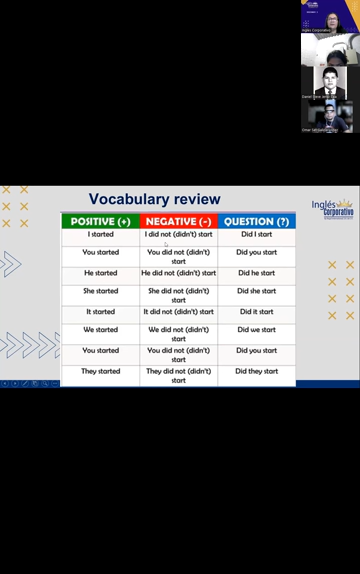 Inglés Corporativo
Vocabulary review
Inglés
Corporativo
POSITIVE (+) NEGATIVE (-) QUESTION (?)
I started I did not (didn't) start Did I start
You started You did not (didn't) start Did you start
He started He did not (didn't) start Did he start
She started She did not (didn't) start Did she start
It started It did not (didn't) start Did it start
We started We did not (didn't) start Did we start
You started You did not (didn't) start Did you start
They started They did not (didn't) start Did they start